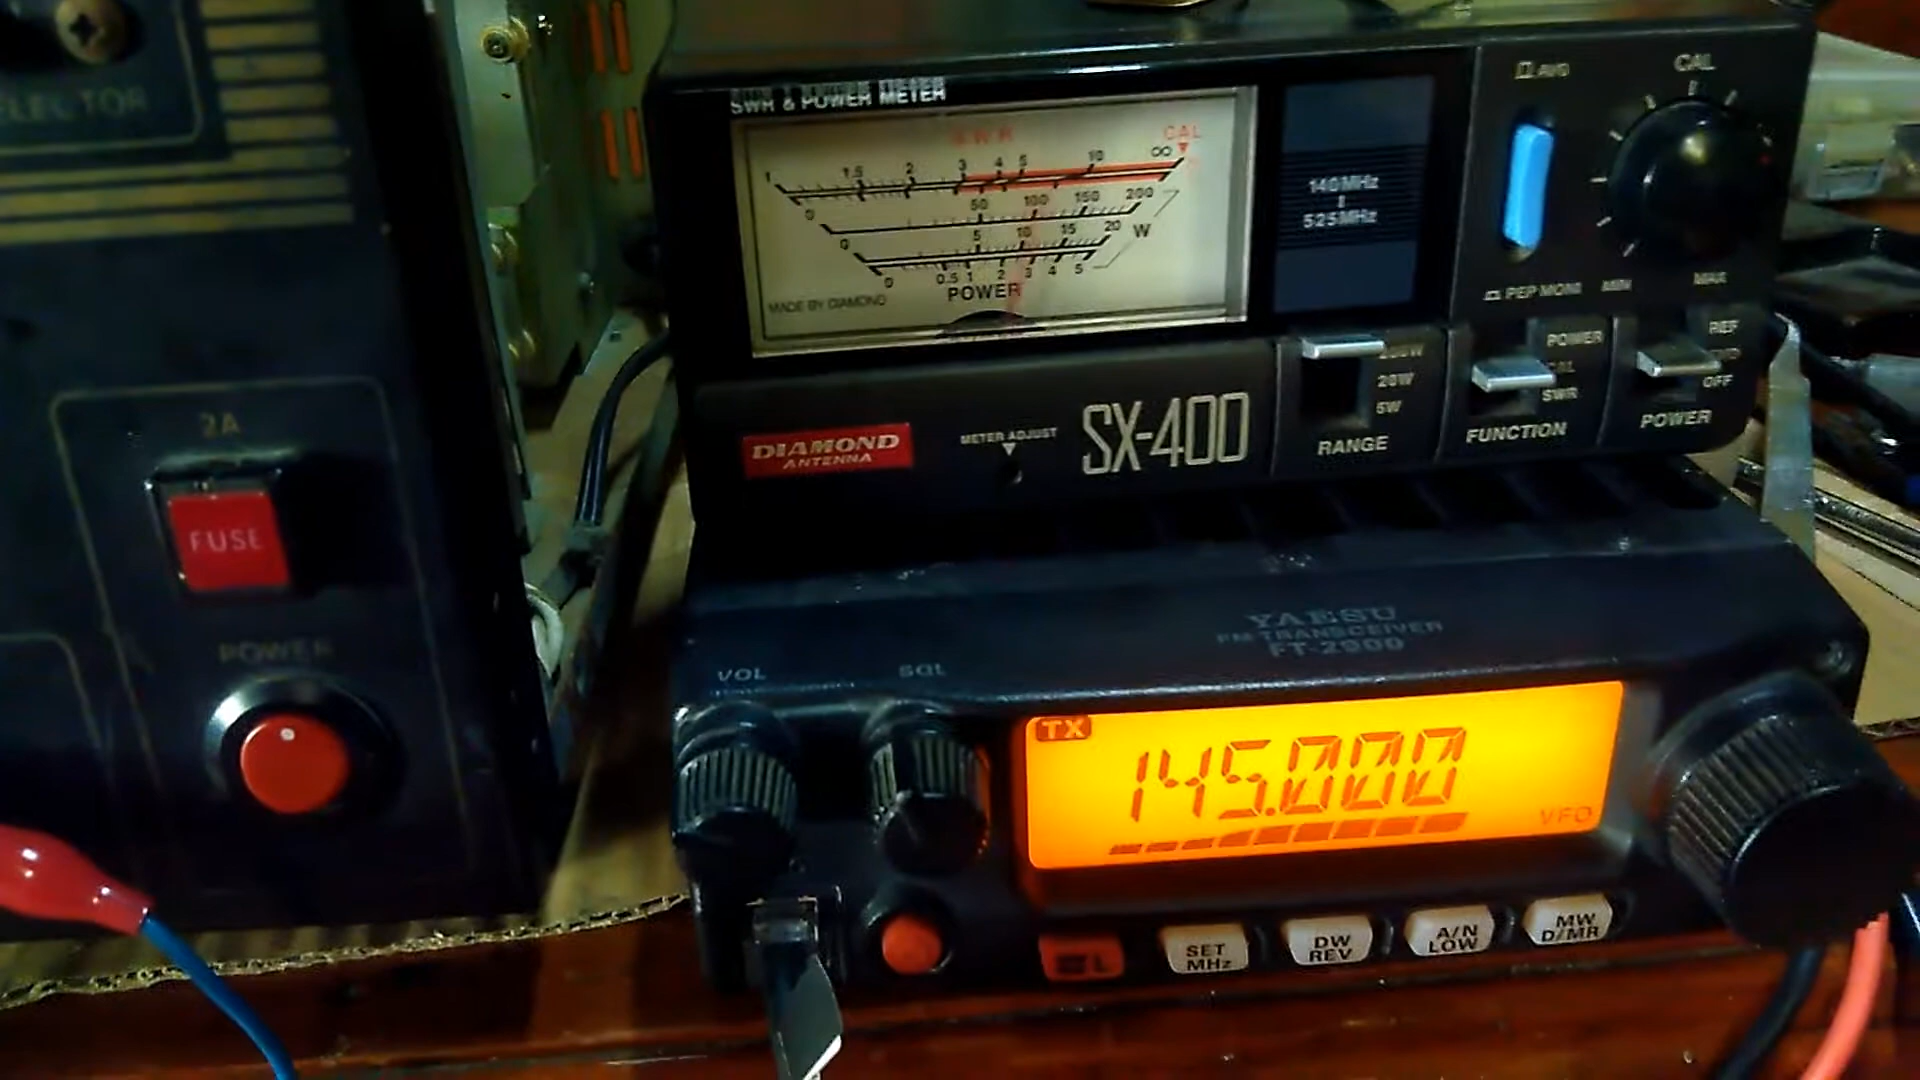 SELECTOR
2A
FUSE
POWER
SWR & POWER METER
SWR
CAL
1 1.5 2 3 4 5 10 ∞
0 50 100 150 200
0 5 10 15 20 W
0 0.5 1 2 3 4 5
POWER
MADE BY DIAMOND
140MHz
525MHz
AVG
CAL
PEP MONI
MIN
MAX
200W
20W
5W
RANGE
POWER
CAL
SWR
FUNCTION
REF
OFF
POWER
DIAMOND
ANTENNA
METER ADJUST
SX-400
YAESU
FM TRANSCEIVER
FT-2900
VOL
SQL
TX
145.000
VFO
SET
MHz
DW
REV
A/N
LOW
MW
D/MR